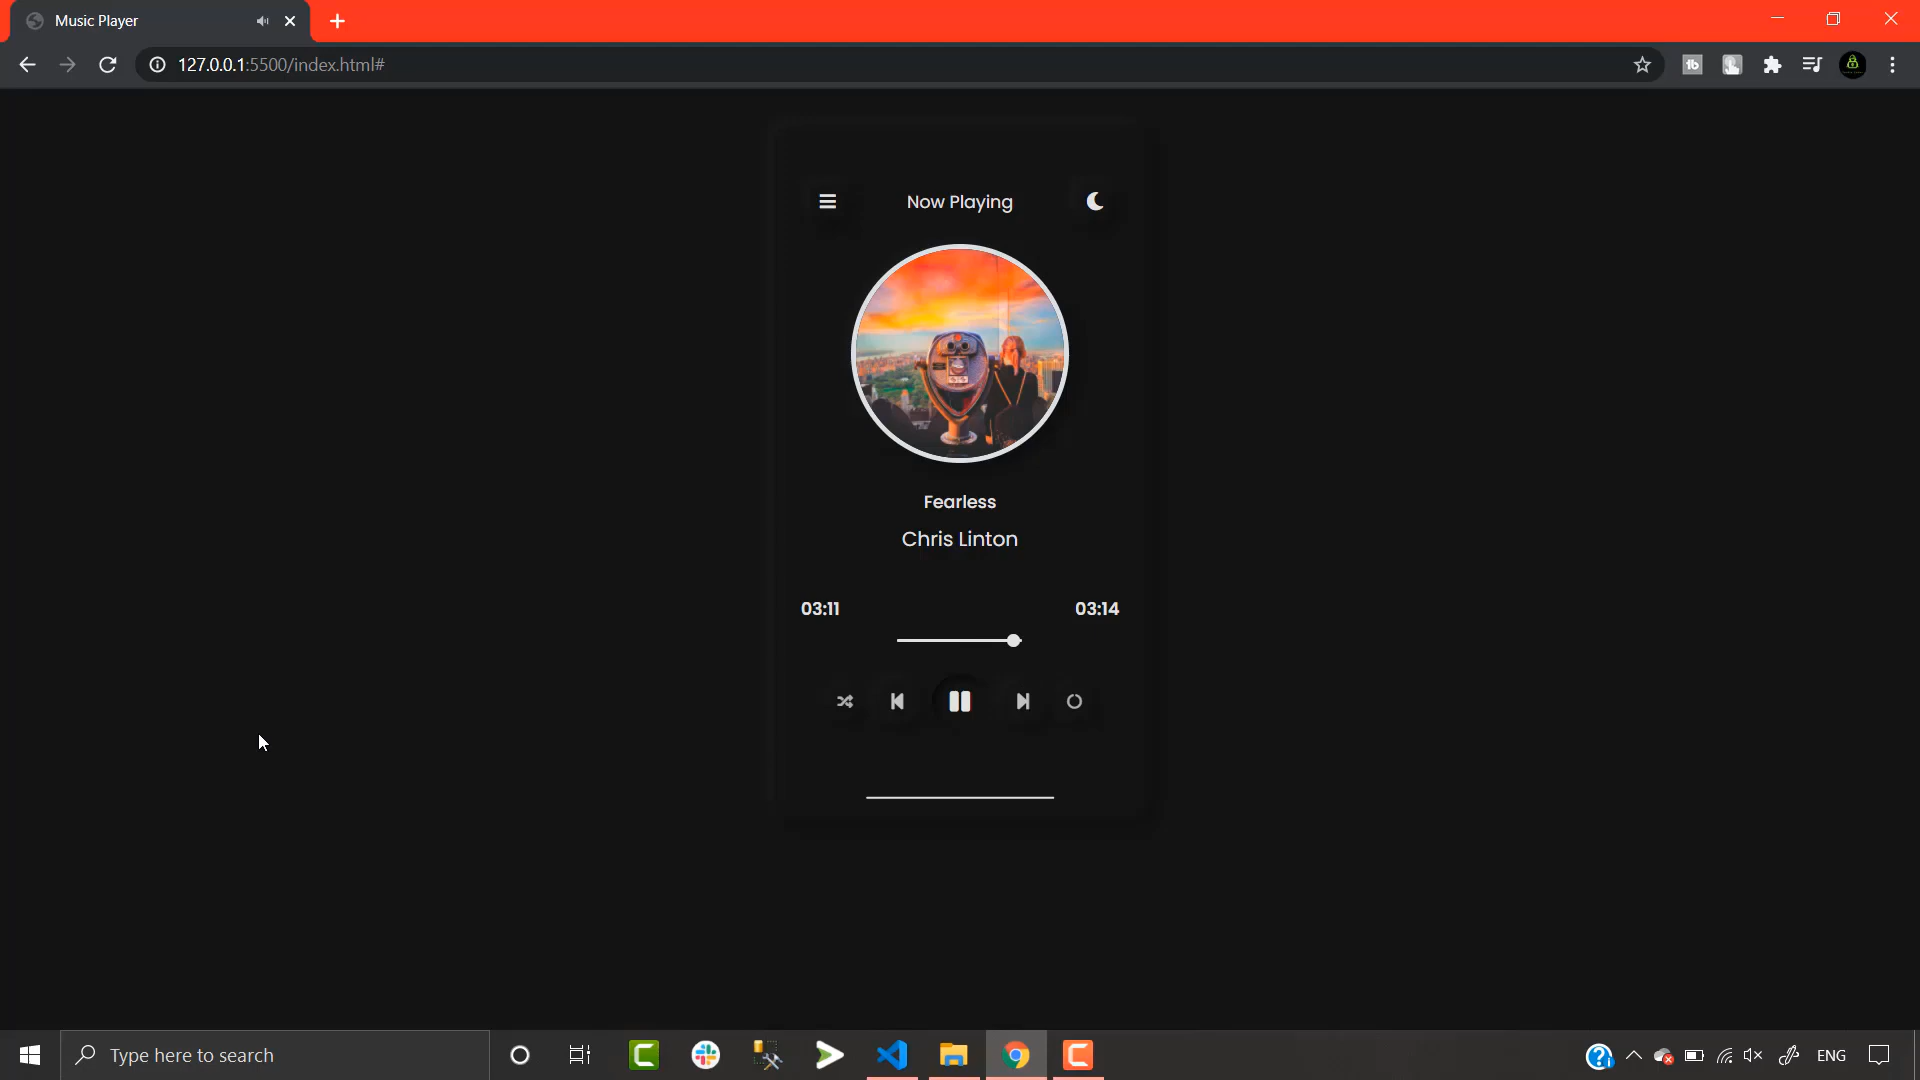 Music Player
127.0.0.1:5500/index.html#
Now Playing
Fearless
Chris Linton
03:11
03:14
Type here to search
ENG